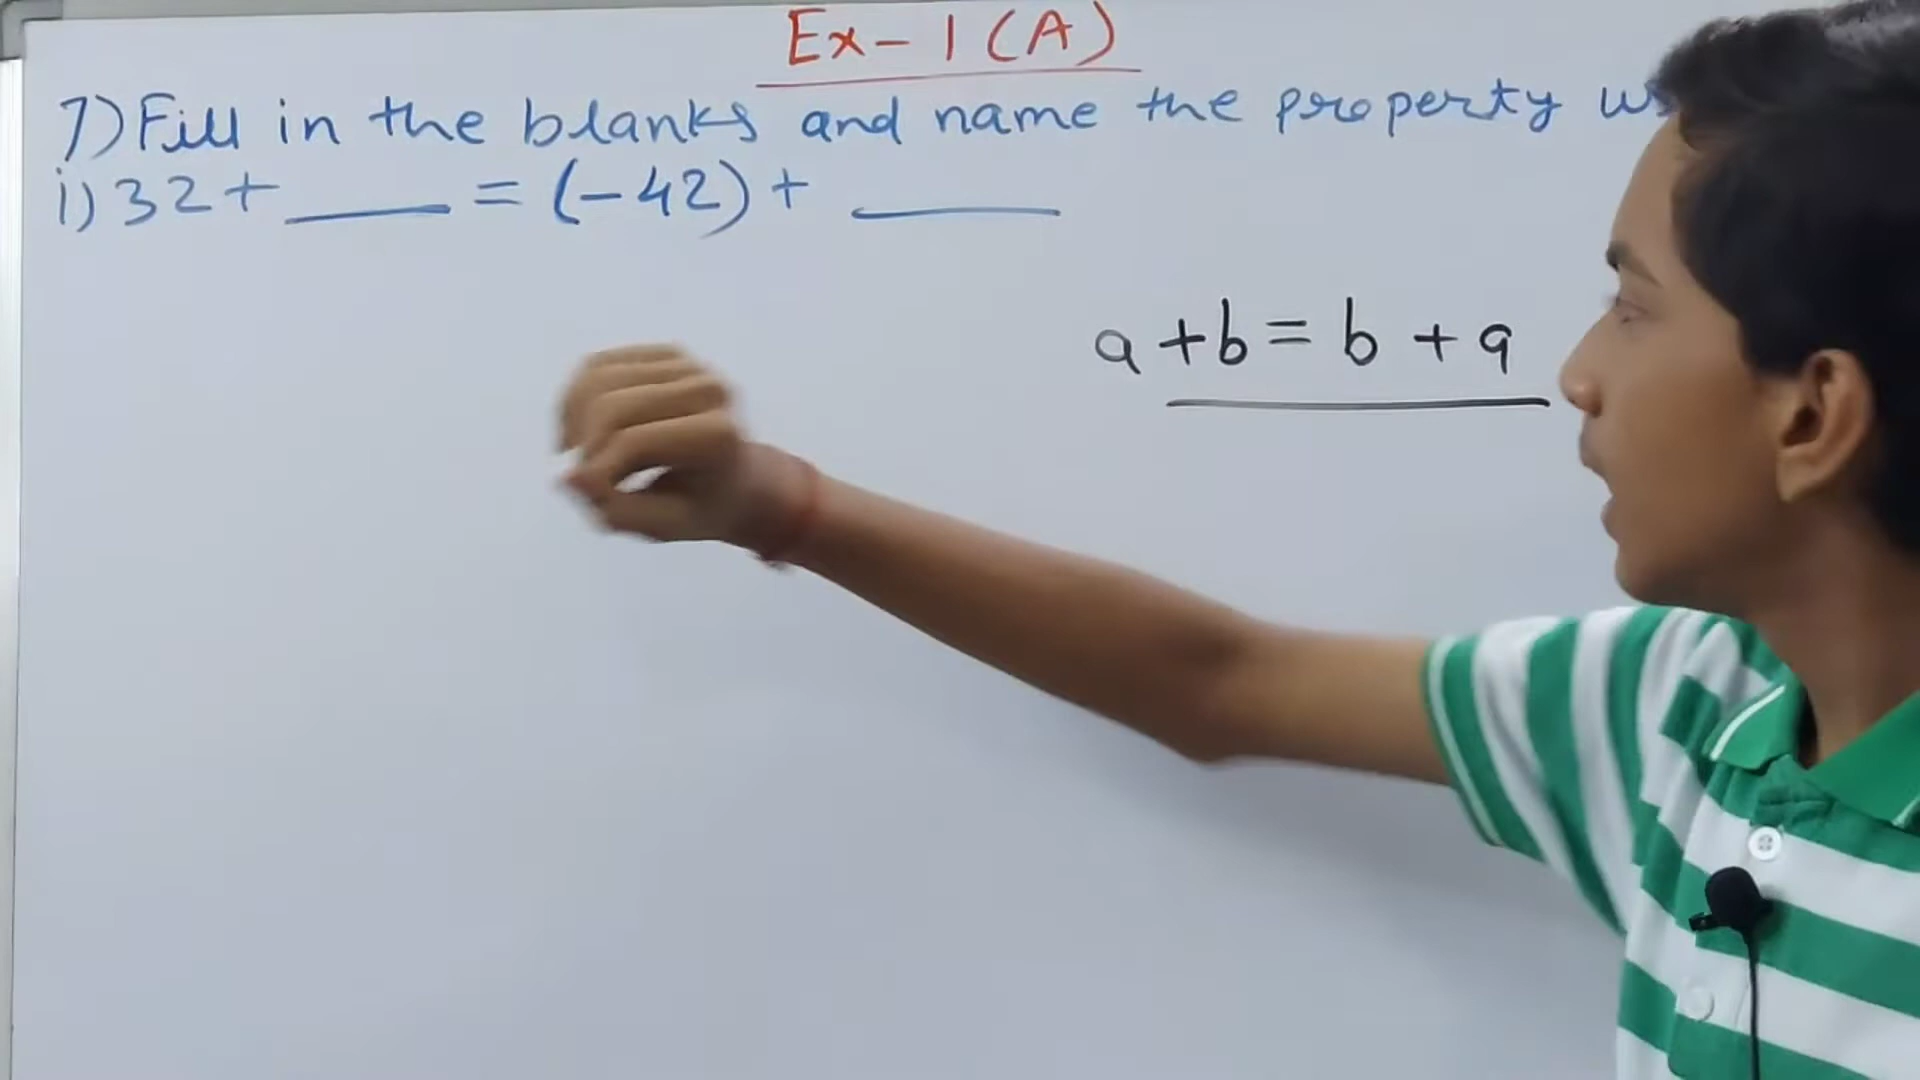 Ex-1(A)
7) Fill in the blanks and name the property
i) 32 + ____ = (-42) + ____
a + b = b + a